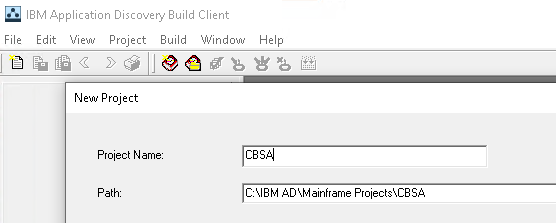 IBM Application Discovery Build Client
File Edit View Project Build Window Help
New Project
Project Name: CBSA
Path: C:\IBM AD\Mainframe Projects\CBSA